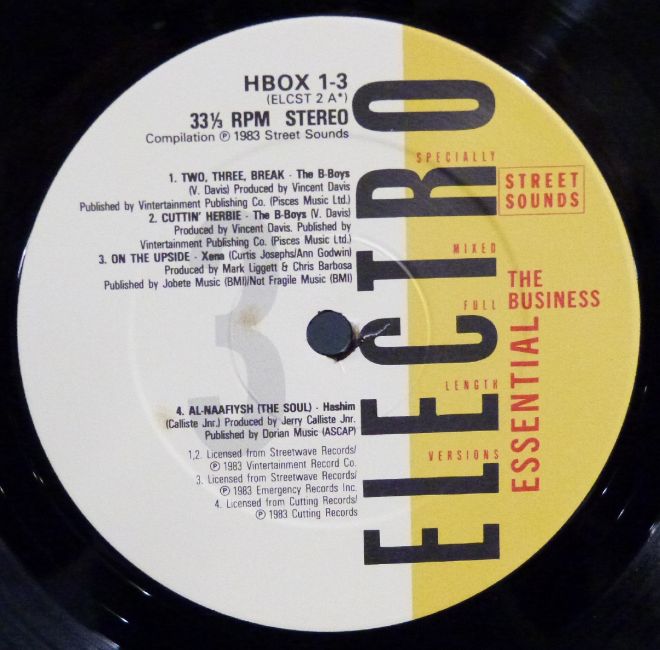 HBOX 1-3
(ELCST 2 A*)
33⅓ RPM STEREO
Compilation ℗ 1983 Street Sounds
1. TWO, THREE, BREAK - The B-Boys
(V. Davis) Produced by Vincent Davis
Published by Vintertainment Publishing Co. (Pisces Music Ltd.)
2. CUTTIN' HERBIE - The B-Boys (V. Davis)
Produced by Vincent Davis. Published by
Vintertainment Publishing Co. (Pisces Music Ltd.)
3. ON THE UPSIDE - Xena (Curtis Josephs/Ann Godwin)
Produced by Mark Liggett & Chris Barbosa
Published by Jobete Music (BMI)/Not Fragile Music (BMI)
3
4. AL-NAAFIYSH (THE SOUL) - Hashim
(Calliste Jnr.) Produced by Jerry Calliste Jnr.
Published by Dorian Music (ASCAP)
1,2. Licensed from Streetwave Records/
℗ 1983 Vintertainment Record Co.
3. Licensed from Streetwave Records/
℗ 1983 Emergency Records Inc.
4. Licensed from Cutting Records/
℗ 1983 Cutting Records
ELECTRO
SPECIALLY
MIXED
FULL
LENGTH
VERSIONS
STREET
SOUNDS
THE
BUSINESS
ESSENTIAL